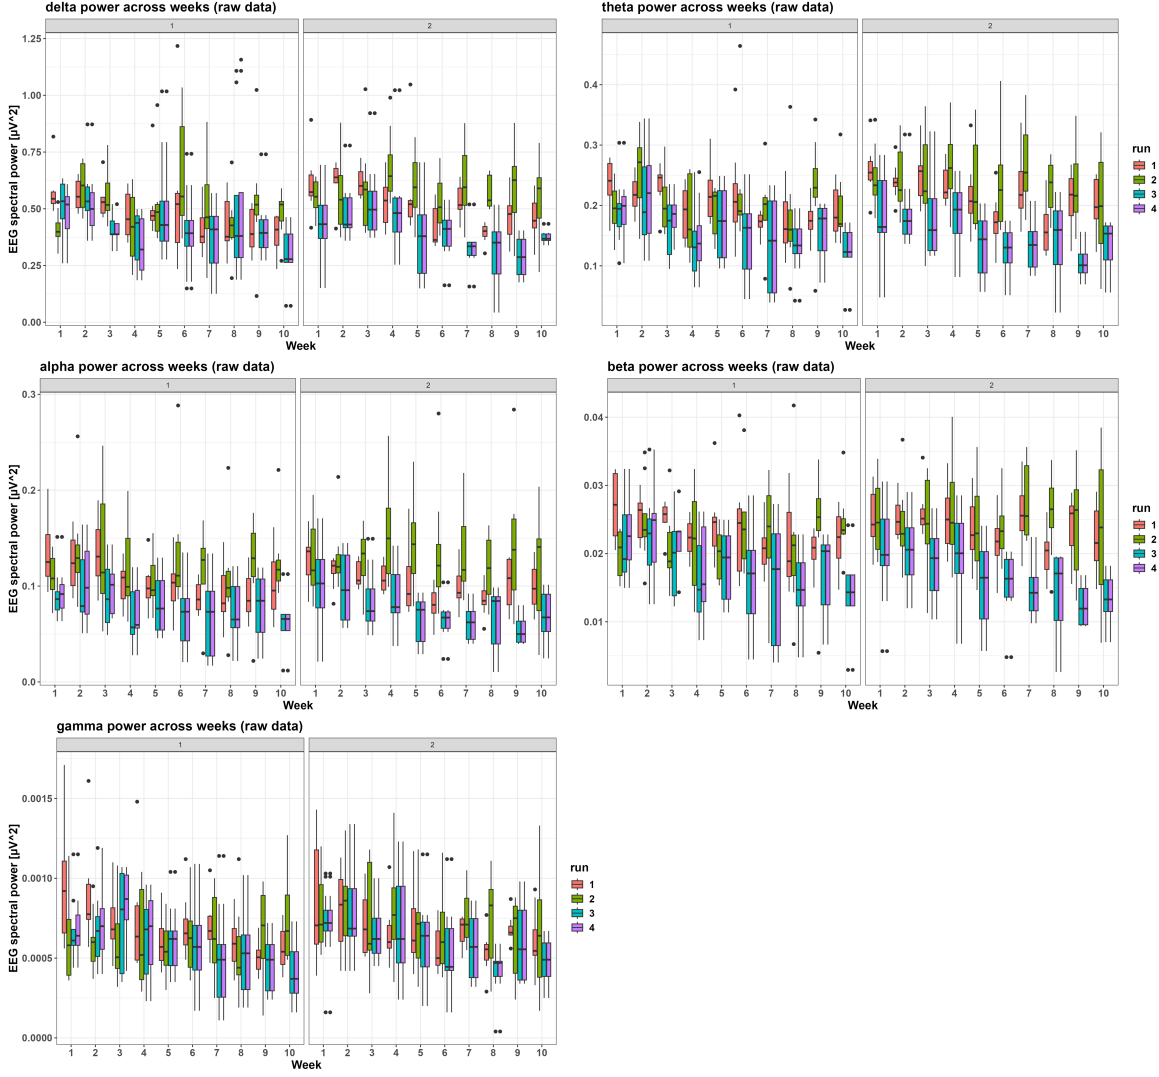 delta power across weeks (raw data)
1 2
EEG spectral power [µV^2]
1.25
1.00
0.75
0.50
0.25
0.00
1 2 3 4 5 6 7 8 9 10 1 2 3 4 5 6 7 8 9 10
Week
theta power across weeks (raw data)
1 2
0.4
0.3
0.2
0.1
1 2 3 4 5 6 7 8 9 10 1 2 3 4 5 6 7 8 9 10
Week
run
1
2
3
4
alpha power across weeks (raw data)
1 2
EEG spectral power [µV^2]
0.3
0.2
0.1
0.0
1 2 3 4 5 6 7 8 9 10 1 2 3 4 5 6 7 8 9 10
Week
beta power across weeks (raw data)
1 2
0.04
0.03
0.02
0.01
1 2 3 4 5 6 7 8 9 10 1 2 3 4 5 6 7 8 9 10
Week
run
1
2
3
4
gamma power across weeks (raw data)
1 2
EEG spectral power [µV^2]
0.0015
0.0010
0.0005
0.0000
1 2 3 4 5 6 7 8 9 10 1 2 3 4 5 6 7 8 9 10
Week
run
1
2
3
4